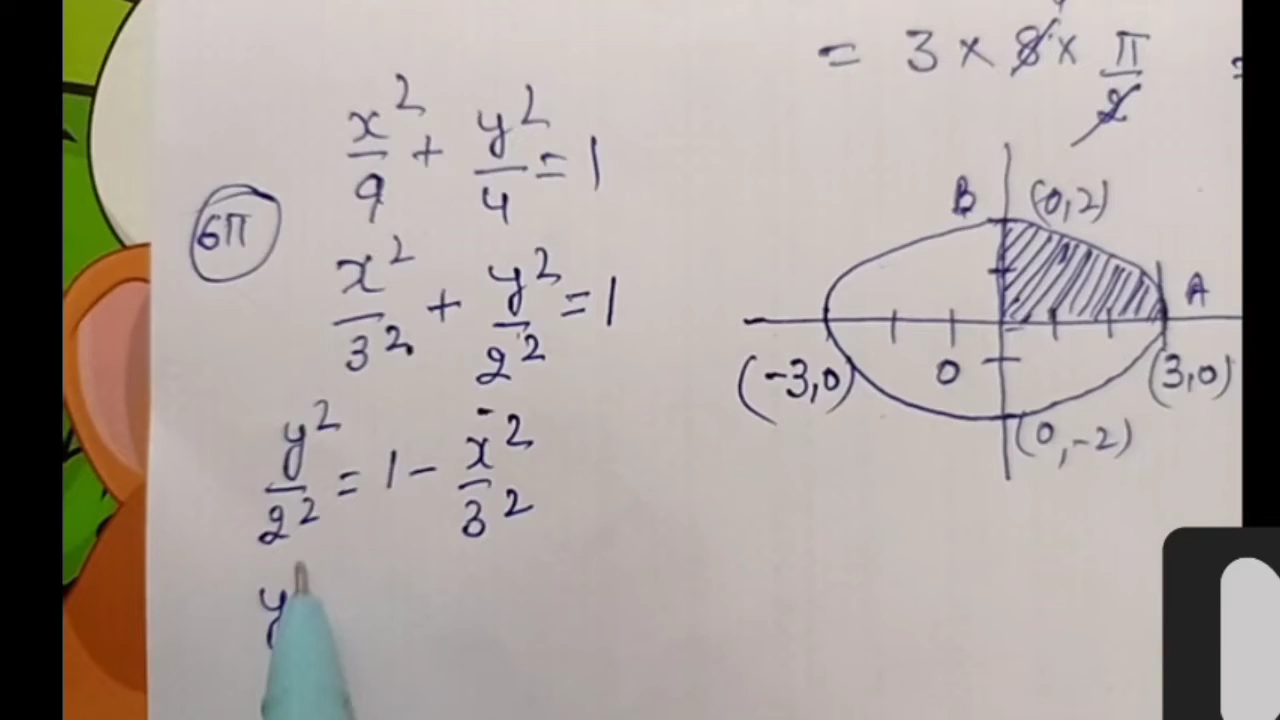 = 3 × 8 × π/2 =
x²/9 + y²/4 = 1
6π
x²/3² + y²/2² = 1
y²/2² = 1 - x²/3²
y
B (0,2)
A
(-3,0) 0 (3,0)
(0,-2)